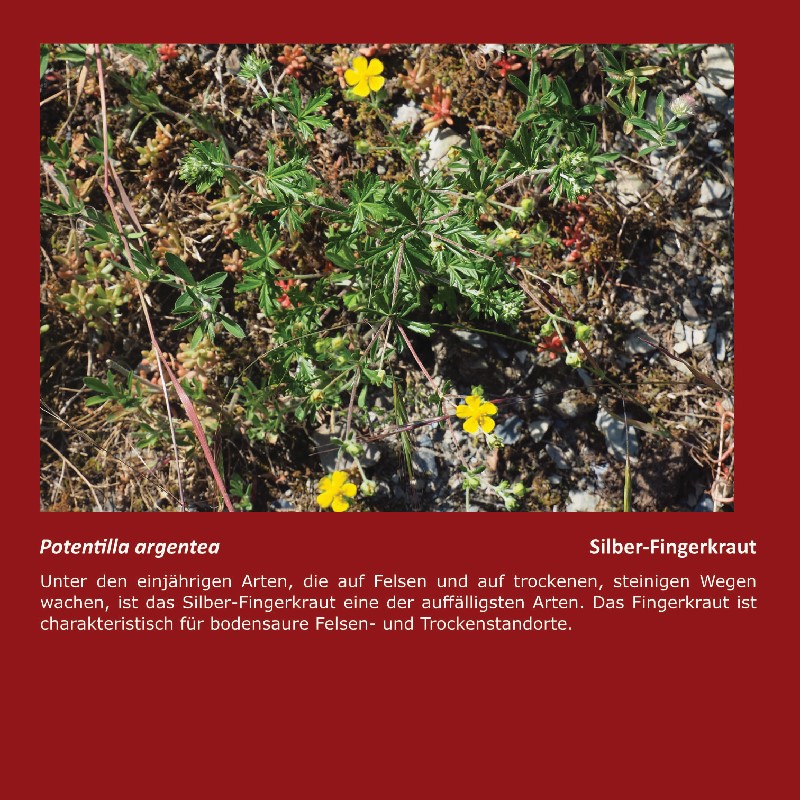 Potentilla argentea Silber-Fingerkraut
Unter den einjährigen Arten, die auf Felsen und auf trockenen, steinigen Wegen
wachen, ist das Silber-Fingerkraut eine der auffälligsten Arten. Das Fingerkraut ist
charakteristisch für bodensaure Felsen- und Trockenstandorte.